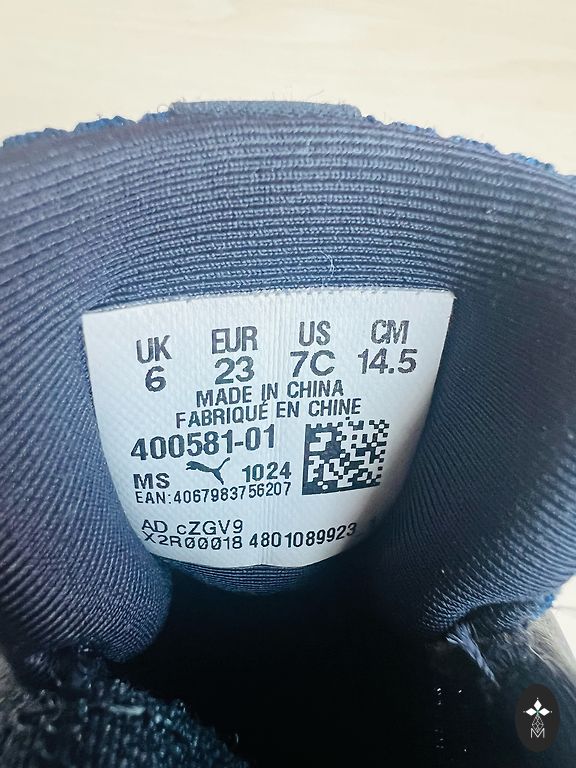 UK EUR US CM
6 23 7C 14.5
MADE IN CHINA
FABRIQUÉ EN CHINE
400581-01
MS 1024
EAN:4067983756207
AD cZGV9
X2R00018 4801089923
M